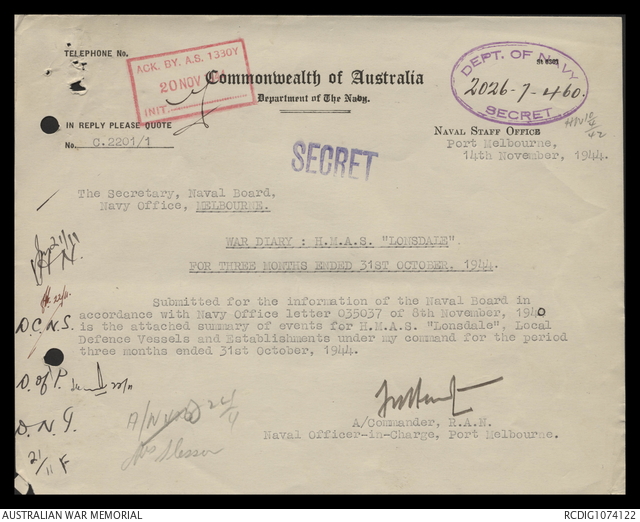 TELEPHONE No.
ACK. BY. A.S. 1330Y
20 NOV
INIT.
Commonwealth of Australia
Department of The Navy.
DEPT. OF NAVY
2026-7-460.
SECRET
IN REPLY PLEASE QUOTE
No. C.2201/1
NAVAL STAFF OFFICE
Port Melbourne,
14th November, 1944.
SECRET
The Secretary, Naval Board,
Navy Office, MELBOURNE.
WAR DIARY : H.M.A.S. "LONSDALE".
FOR THREE MONTHS ENDED 31ST OCTOBER, 1944.
Submitted for the information of the Naval Board in
accordance with Navy Office letter 035037 of 8th November, 1940
is the attached summary of events for H.M.A.S. "Lonsdale", Local
Defence Vessels and Establishments under my command for the period
three months ended 31st October, 1944.
21/11
D.C.N.S.
D. of P.
D.N.I.
21/11 F
A/Commander, R.A.N.
Naval Officer-in-Charge, Port Melbourne.
AUSTRALIAN WAR MEMORIAL
RCDIG1074122